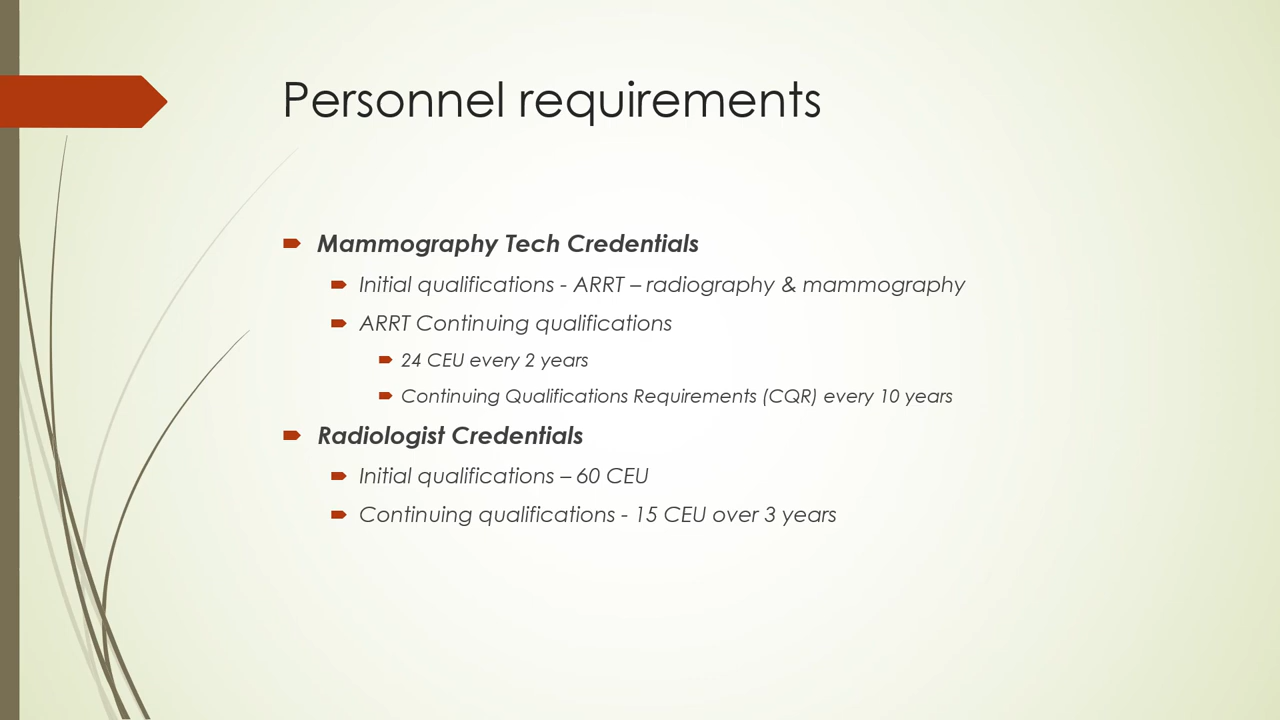 Personnel requirements
Mammography Tech Credentials
Initial qualifications - ARRT – radiography & mammography
ARRT Continuing qualifications
24 CEU every 2 years
Continuing Qualifications Requirements (CQR) every 10 years
Radiologist Credentials
Initial qualifications – 60 CEU
Continuing qualifications - 15 CEU over 3 years